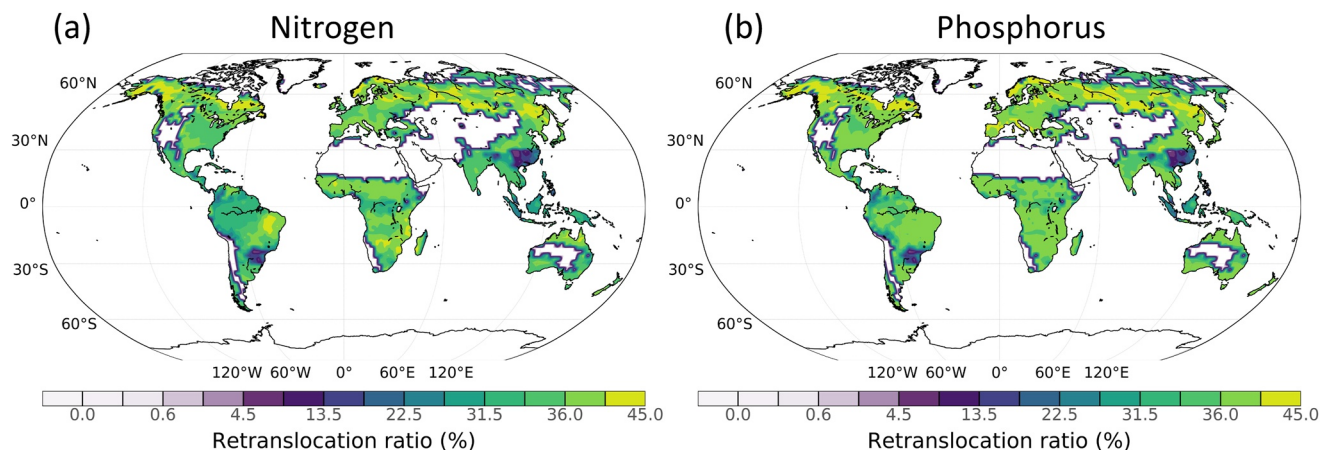 (a) Nitrogen
60°N
30°N
0°
30°S
60°S
120°W 60°W 0° 60°E 120°E
0.0 0.6 4.5 13.5 22.5 31.5 36.0 45.0
Retranslocation ratio (%)
(b) Phosphorus
60°N
30°N
0°
30°S
60°S
120°W 60°W 0° 60°E 120°E
0.0 0.6 4.5 13.5 22.5 31.5 36.0 45.0
Retranslocation ratio (%)